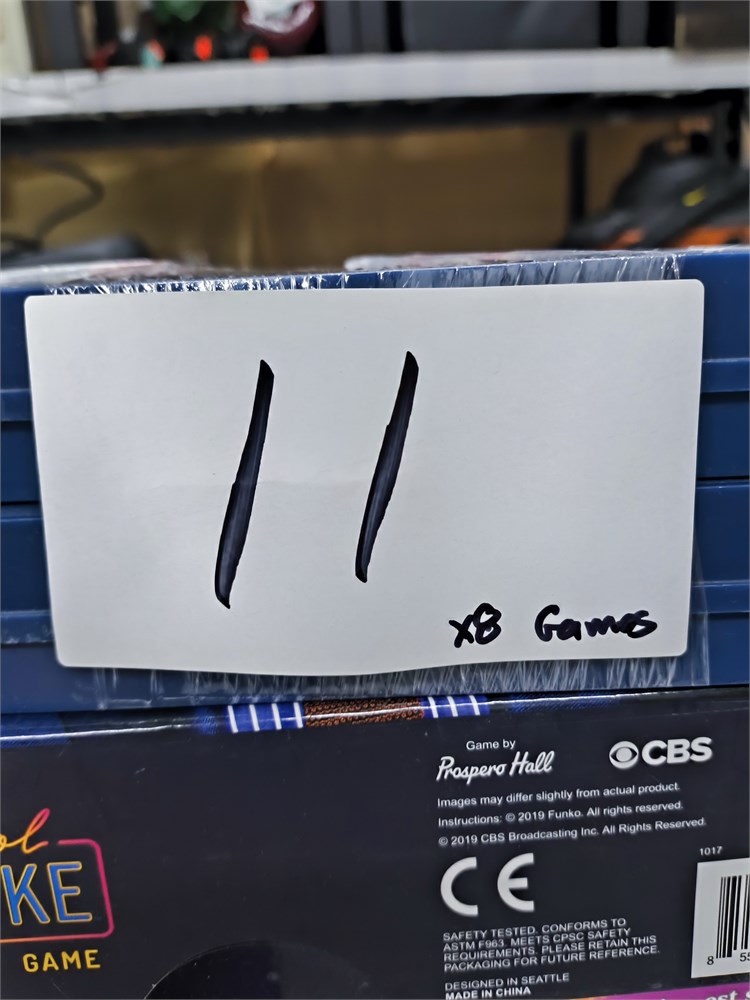 11
x8 Games
Game by
Prospero Hall
CBS
Images may differ slightly from actual product.
Instructions: © 2019 Funko. All rights reserved.
© 2019 CBS Broadcasting Inc. All Rights Reserved.
1017
CE
KE
GAME
SAFETY TESTED. CONFORMS TO
ASTM F963. MEETS CPSC SAFETY
REQUIREMENTS. PLEASE RETAIN THIS
PACKAGING FOR FUTURE REFERENCE.
8 55
DESIGNED IN SEATTLE
MADE IN CHINA